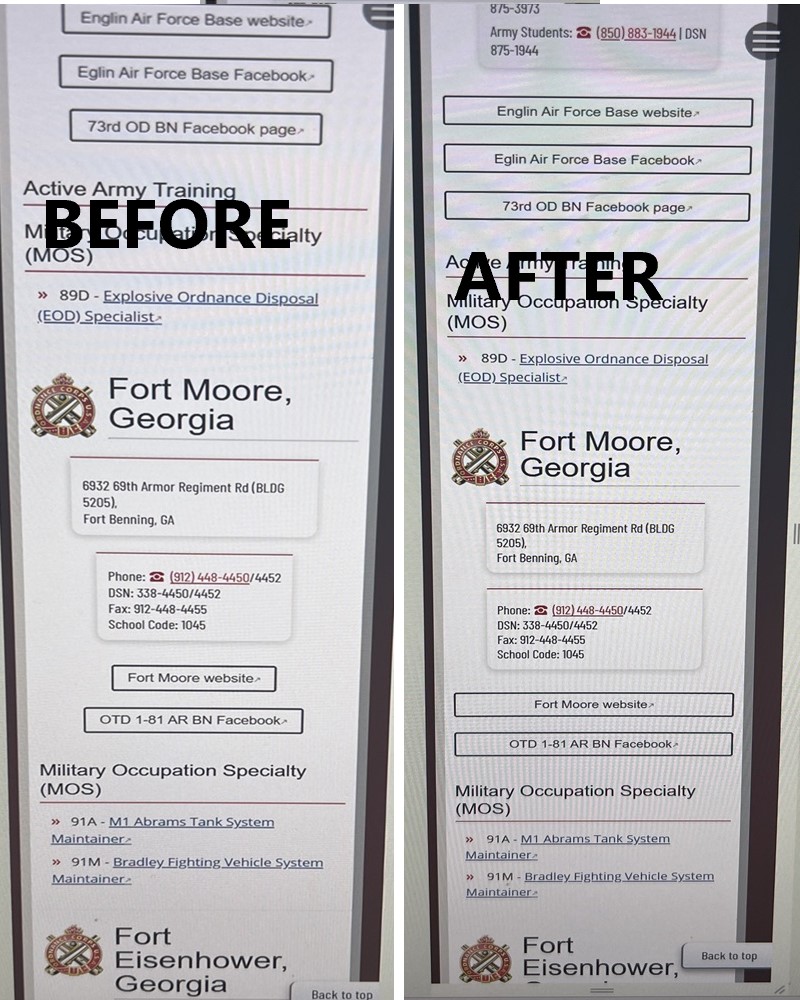 Englin Air Force Base website
Eglin Air Force Base Facebook
73rd OD BN Facebook page
Active Army Training
BEFORE
Military Occupation Specialty
(MOS)
» 89D - Explosive Ordnance Disposal
(EOD) Specialist
Fort Moore,
Georgia
6932 69th Armor Regiment Rd (BLDG
5205),
Fort Benning, GA
Phone: ☎ (912) 448-4450/4452
DSN: 338-4450/4452
Fax: 912-448-4455
School Code: 1045
Fort Moore website
OTD 1-81 AR BN Facebook
Military Occupation Specialty
(MOS)
» 91A - M1 Abrams Tank System
Maintainer
» 91M - Bradley Fighting Vehicle System
Maintainer
Fort
Eisenhower,
Georgia
Back to top
875-3973
Army Students: ☎ (850) 883-1944 | DSN
875-1944
Englin Air Force Base website
Eglin Air Force Base Facebook
73rd OD BN Facebook page
Active Army Training
AFTER
Military Occupation Specialty
(MOS)
» 89D - Explosive Ordnance Disposal
(EOD) Specialist
Fort Moore,
Georgia
6932 69th Armor Regiment Rd (BLDG
5205),
Fort Benning, GA
Phone: ☎ (912) 448-4450/4452
DSN: 338-4450/4452
Fax: 912-448-4455
School Code: 1045
Fort Moore website
OTD 1-81 AR BN Facebook
Military Occupation Specialty
(MOS)
» 91A - M1 Abrams Tank System
Maintainer
» 91M - Bradley Fighting Vehicle System
Maintainer
Fort
Eisenhower,
Back to top